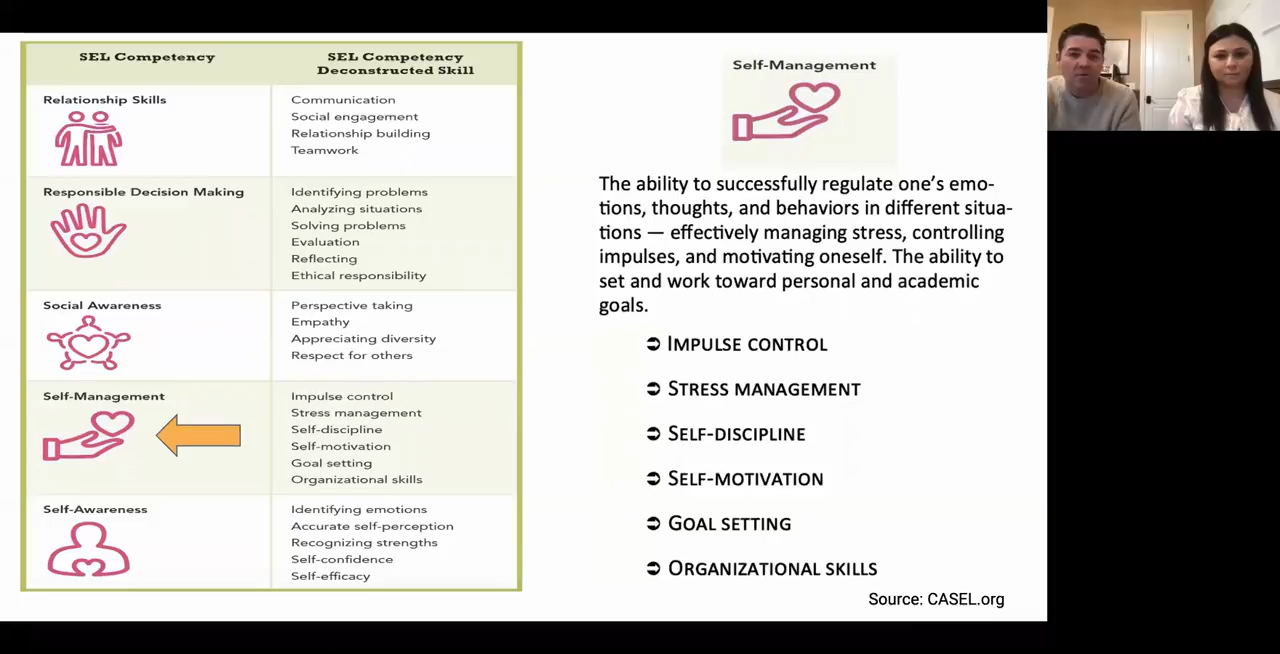 SEL Competency
SEL Competency
Deconstructed Skill
Relationship Skills
Communication
Social engagement
Relationship building
Teamwork
Responsible Decision Making
Identifying problems
Analyzing situations
Solving problems
Evaluation
Reflecting
Ethical responsibility
Social Awareness
Perspective taking
Empathy
Appreciating diversity
Respect for others
Self-Management
Impulse control
Stress management
Self-discipline
Self-motivation
Goal setting
Organizational skills
Self-Awareness
Identifying emotions
Accurate self-perception
Recognizing strengths
Self-confidence
Self-efficacy
Self-Management
The ability to successfully regulate one’s emo-
tions, thoughts, and behaviors in different situa-
tions — effectively managing stress, controlling
impulses, and motivating oneself. The ability to
set and work toward personal and academic
goals.
➲ IMPULSE CONTROL
➲ STRESS MANAGEMENT
➲ SELF-DISCIPLINE
➲ SELF-MOTIVATION
➲ GOAL SETTING
➲ ORGANIZATIONAL SKILLS
Source: CASEL.org